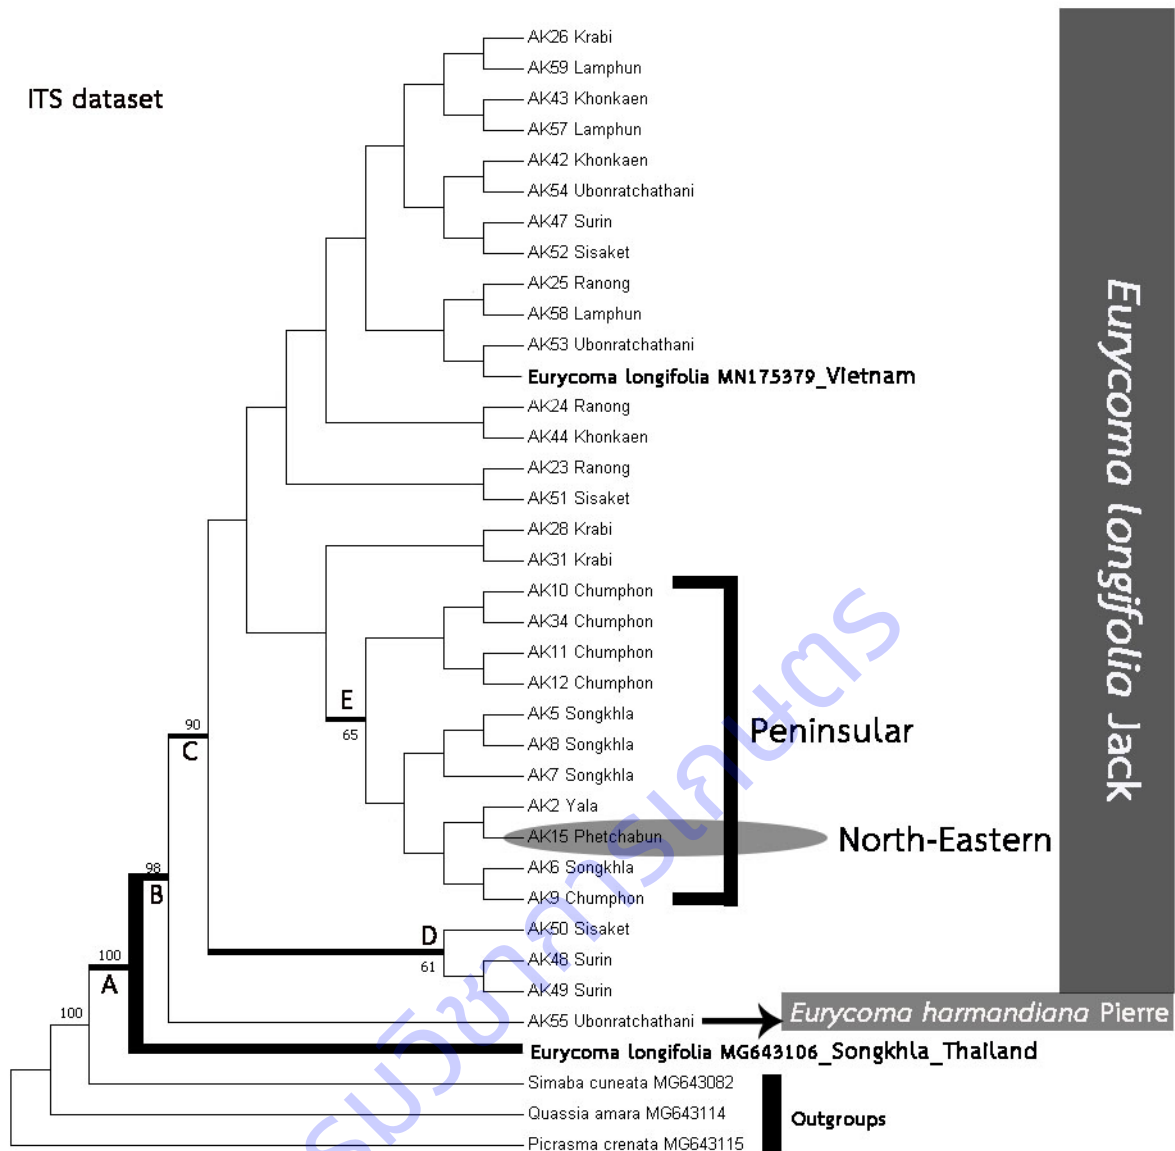 ITS dataset
AK26 Krabi
AK59 Lamphun
AK43 Khonkaen
AK57 Lamphun
AK42 Khonkaen
AK54 Ubonratchathani
AK47 Surin
AK52 Sisaket
AK25 Ranong
AK58 Lamphun
AK53 Ubonratchathani
Eurycoma longifolia MN175379_Vietnam
AK24 Ranong
AK44 Khonkaen
AK23 Ranong
AK51 Sisaket
AK28 Krabi
AK31 Krabi
AK10 Chumphon
AK34 Chumphon
AK11 Chumphon
AK12 Chumphon
E
65
AK5 Songkhla
AK8 Songkhla
AK7 Songkhla
Peninsular
90
C
AK2 Yala
AK15 Phetchabun
North-Eastern
AK6 Songkhla
AK9 Chumphon
98
B
AK50 Sisaket
D
61
AK48 Surin
AK49 Surin
100
A
100
AK55 Ubonratchathani
Eurycoma harmandiana Pierre
Eurycoma longifolia MG643106_Songkhla_Thailand
Simaba cuneata MG643082
Quassia amara MG643114
Picrasma crenata MG643115
Outgroups
Eurycoma longifolia Jack